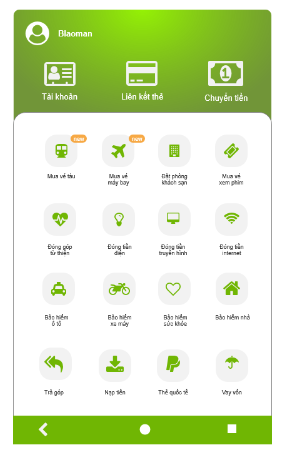 Blaoman
Tài khoản
Liên kết thẻ
Chuyển tiền
new
new
Mua vé tàu
Mua vé
máy bay
Đặt phòng
khách sạn
Mua vé
xem phim
Đóng góp
từ thiện
Đóng tiền
điện
Đóng tiền
truyền hình
Đóng tiền
internet
Bảo hiểm
ô tô
Bảo hiểm
xe máy
Bảo hiểm
sức khỏe
Bảo hiểm nhà
Trả góp
Nạp tiền
Thẻ quốc tế
Vay vốn